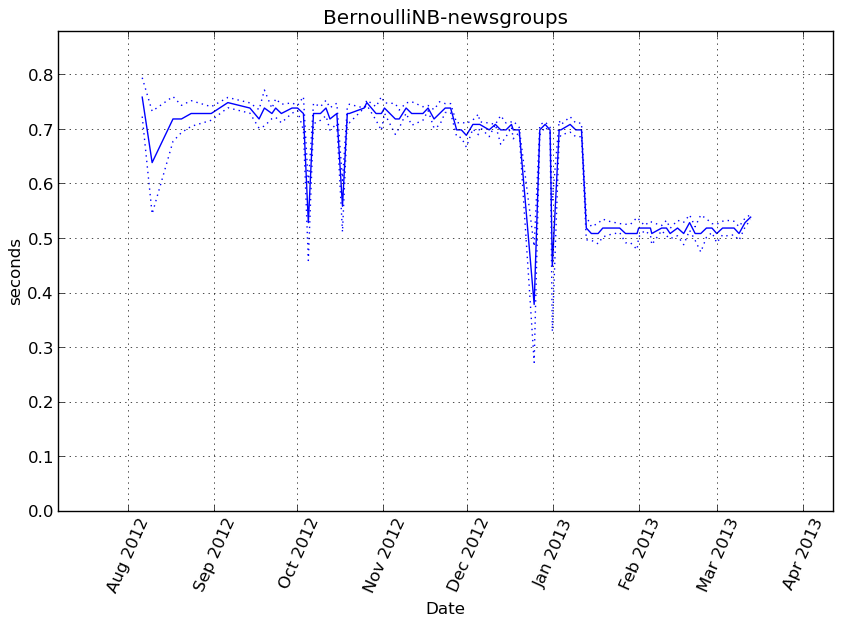 BernoulliNB-newsgroups
0.8
0.7
0.6
0.5
0.4
0.3
0.2
0.1
0.0
seconds
Aug 2012
Sep 2012
Oct 2012
Nov 2012
Dec 2012
Jan 2013
Feb 2013
Mar 2013
Apr 2013
Date